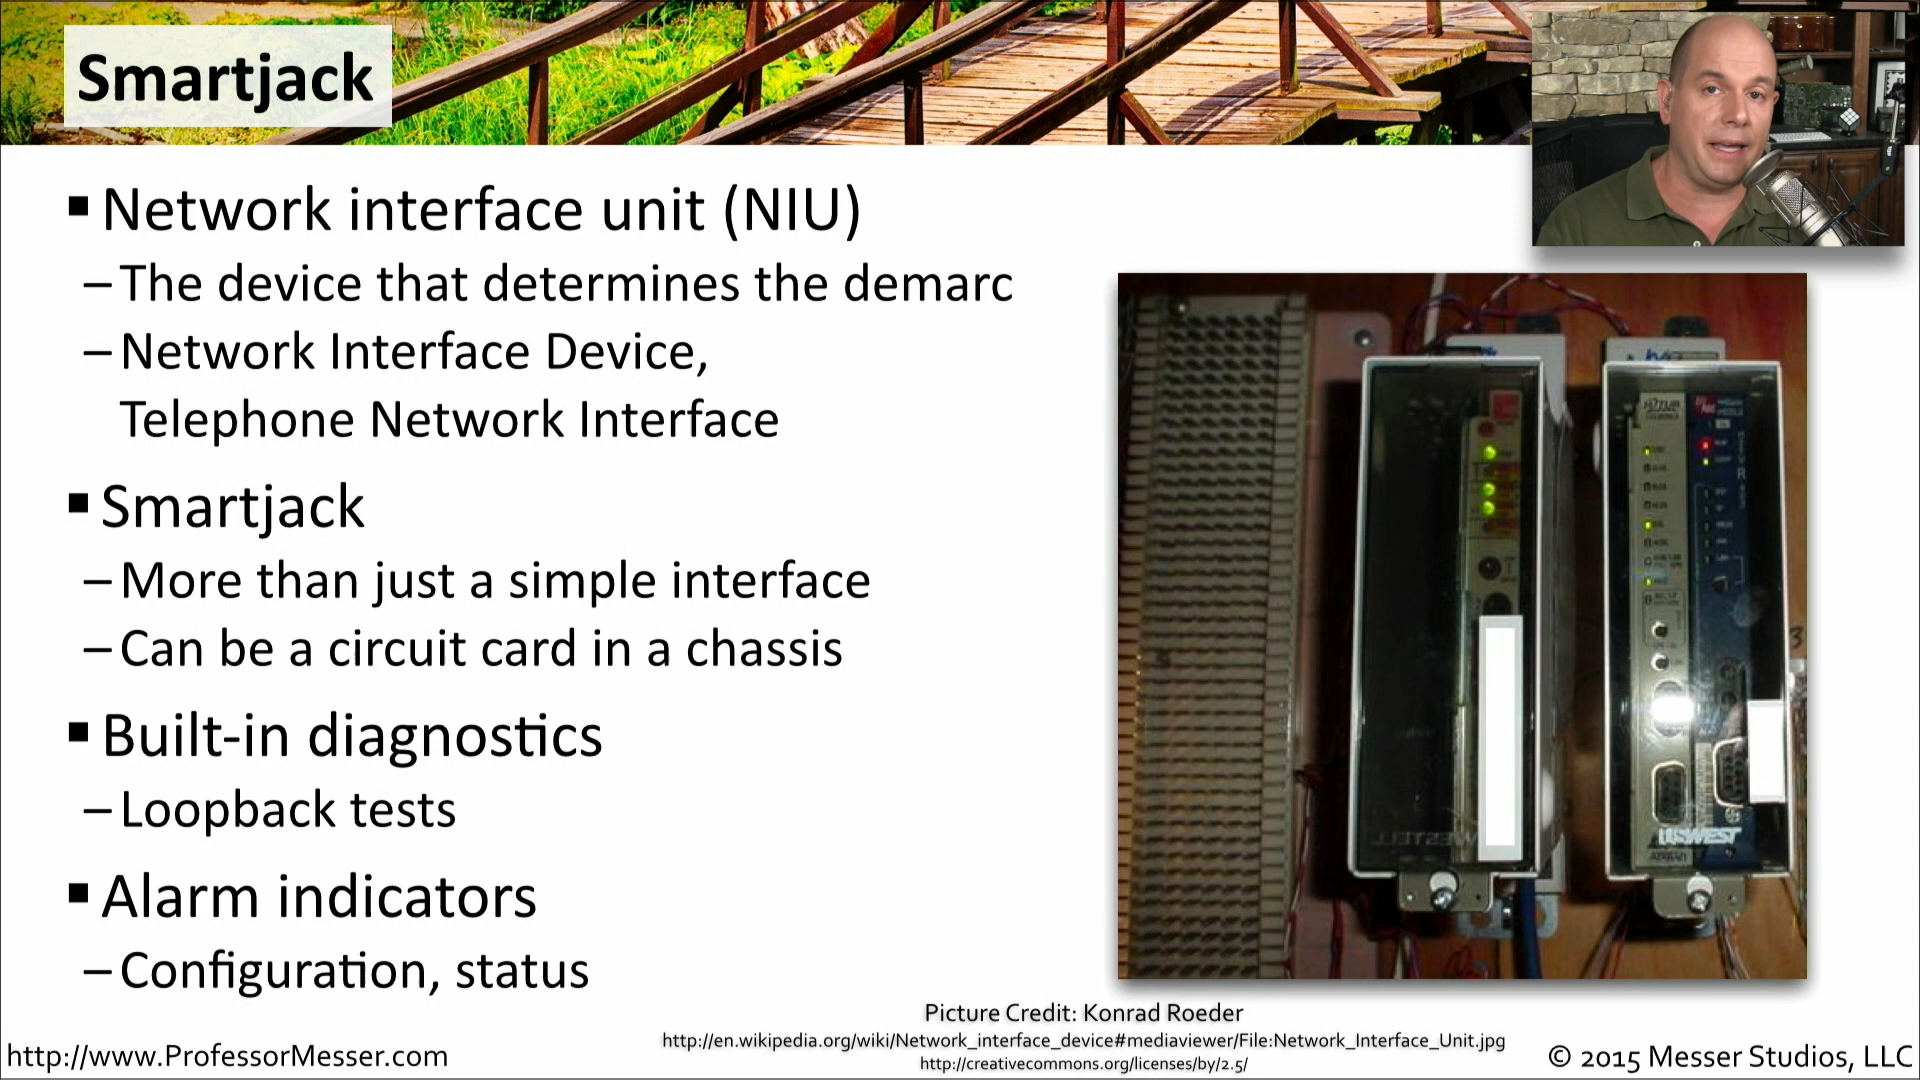 Smartjack
▪ Network interface unit (NIU)
– The device that determines the demarc
– Network Interface Device,
Telephone Network Interface
▪ Smartjack
– More than just a simple interface
– Can be a circuit card in a chassis
▪ Built-in diagnostics
– Loopback tests
▪ Alarm indicators
– Configuration, status
WESTELL
USWEST
Picture Credit: Konrad Roeder
http://en.wikipedia.org/wiki/Network_interface_device#mediaviewer/File:Network_Interface_Unit.jpg
http://creativecommons.org/licenses/by/2.5/
http://www.ProfessorMesser.com
© 2015 Messer Studios, LLC